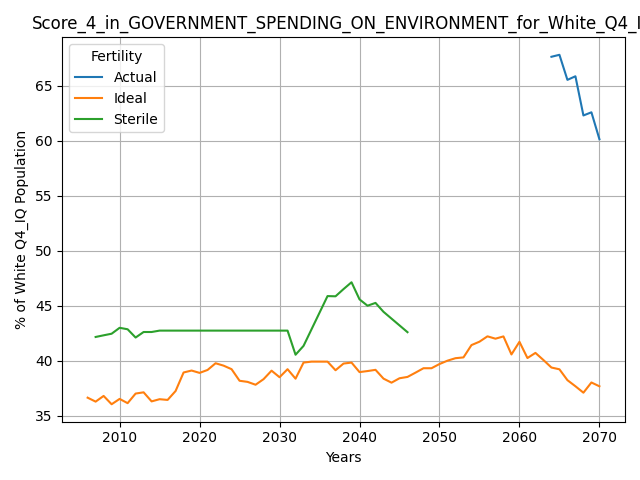 Score_4_in_GOVERNMENT_SPENDING_ON_ENVIRONMENT_for_White_Q4_I
Fertility
Actual
Ideal
Sterile
% of White Q4_IQ Population
65
60
55
50
45
40
35
2010 2020 2030 2040 2050 2060 2070
Years